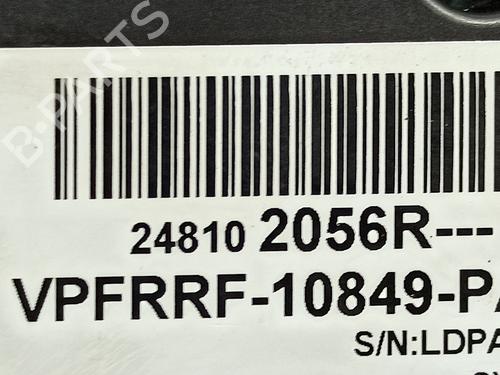 B-PARTS
24810 2056R---
VPFRRF-10849-PA
S/N:LDPA